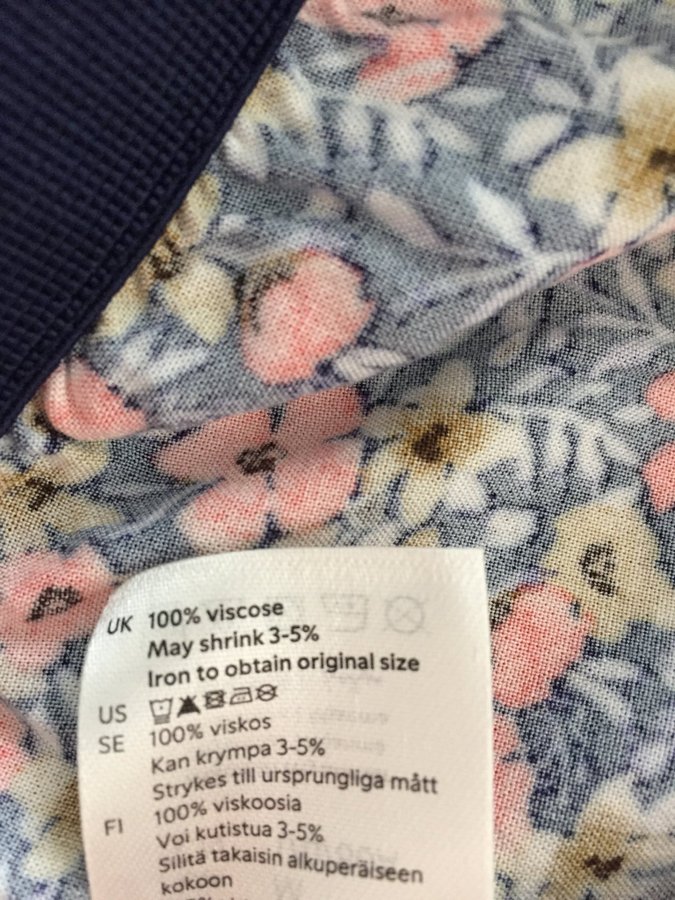 UK 100% viscose
May shrink 3-5%
Iron to obtain original size
US
SE 100% viskos
Kan krympa 3-5%
Strykes till ursprungliga mått
FI 100% viskoosia
Voi kutistua 3-5%
Silitä takaisin alkuperäiseen
kokoon